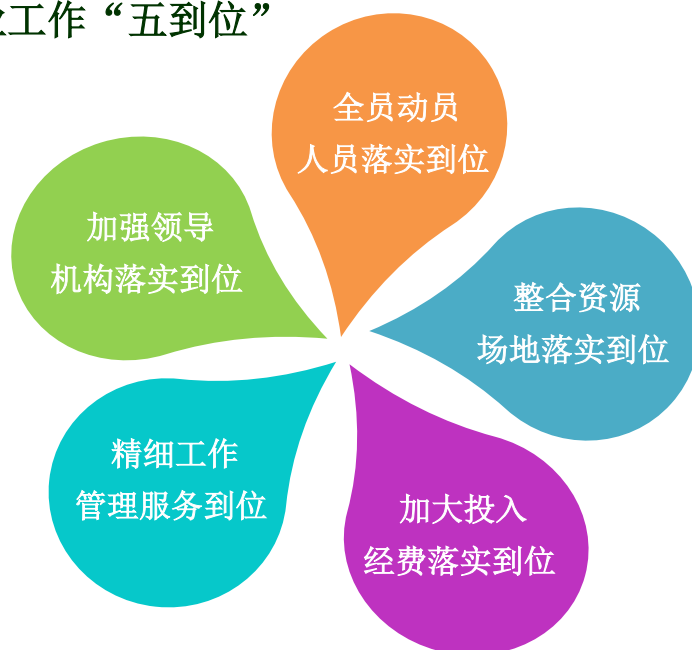 工作“五到位”
全员动员
人员落实到位
加强领导
机构落实到位
整合资源
场地落实到位
精细工作
管理服务到位
加大投入
经费落实到位